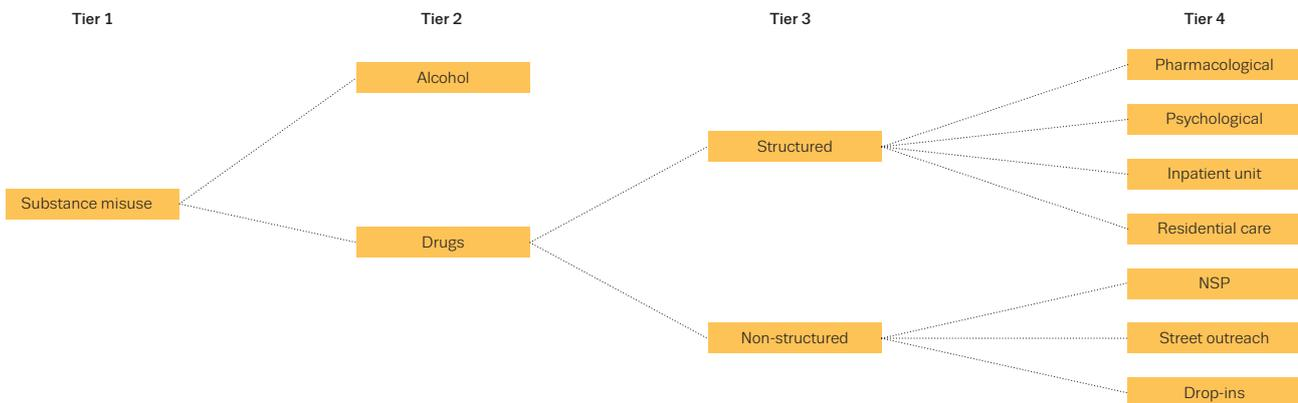 Tier 1
Tier 2
Tier 3
Tier 4
Substance misuse
Alcohol
Drugs
Structured
Non-structured
Pharmacological
Psychological
Inpatient unit
Residential care
NSP
Street outreach
Drop-ins